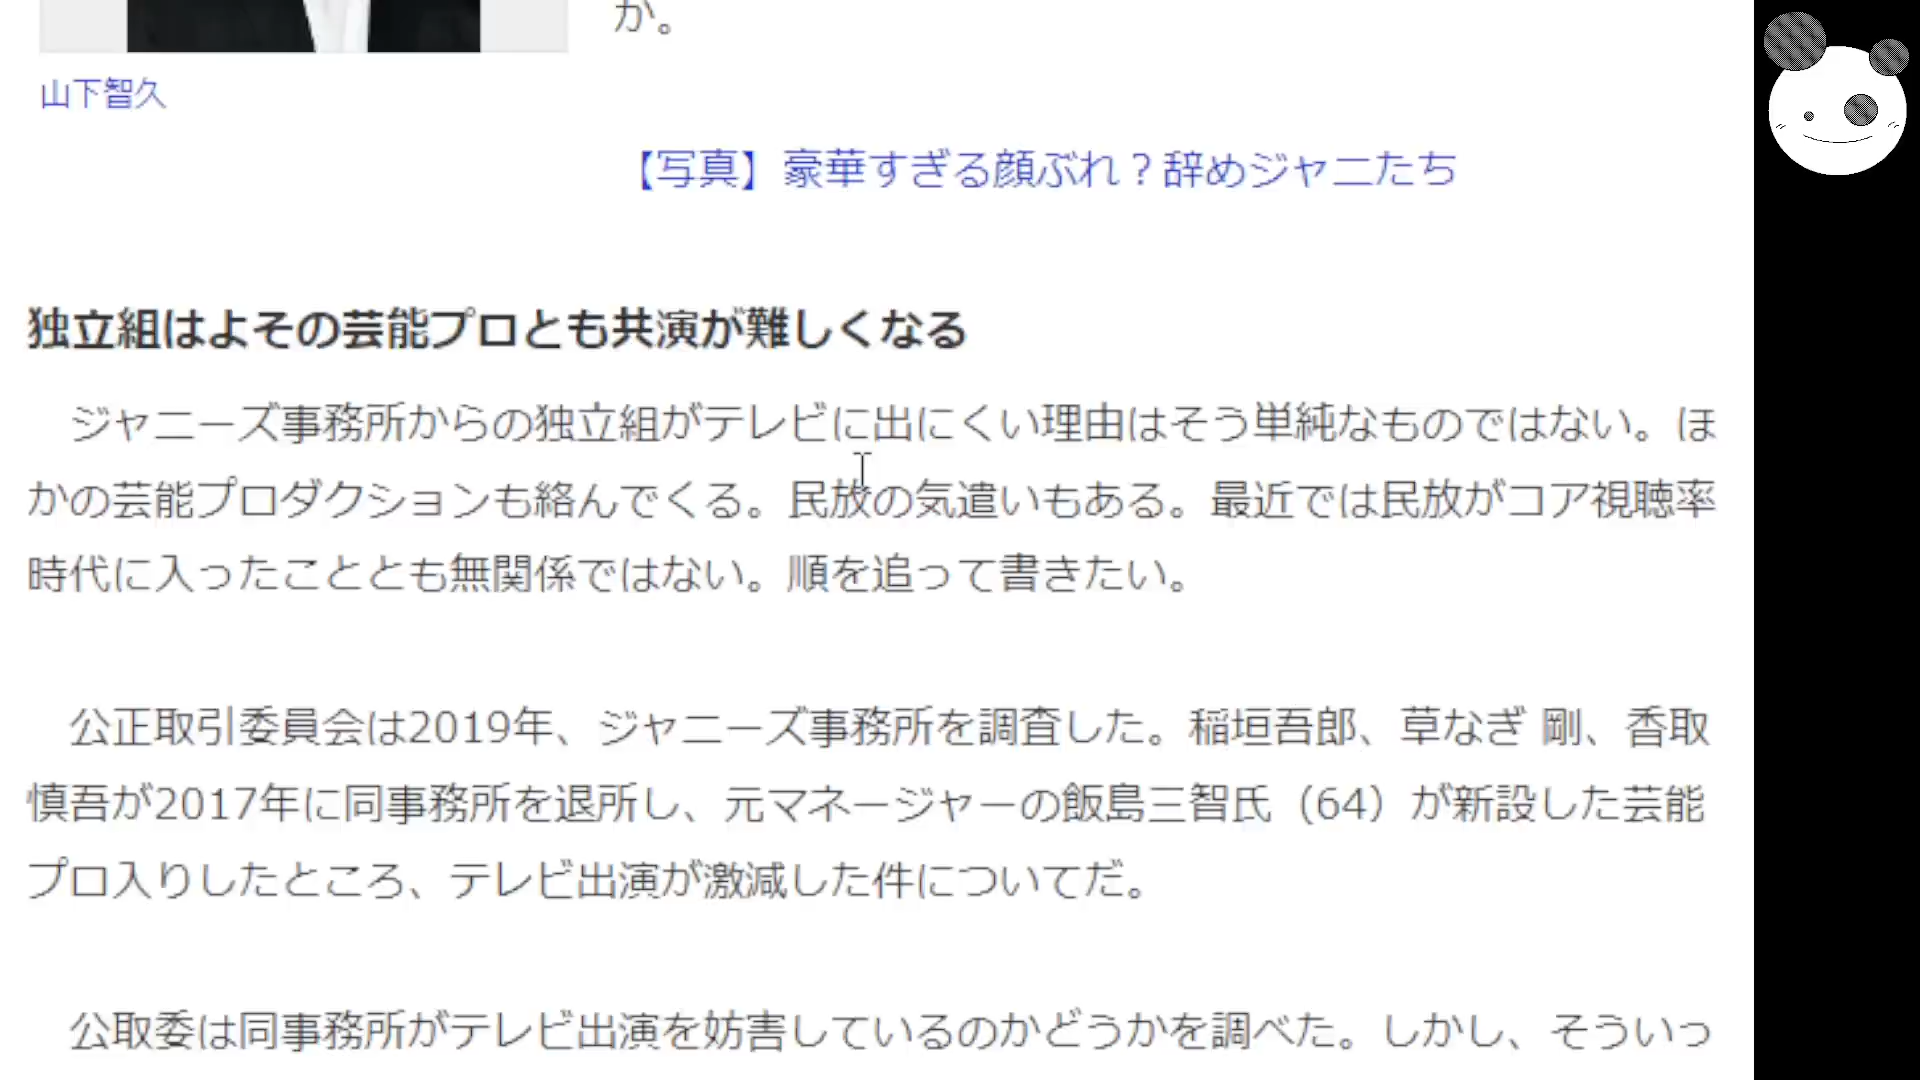 か。
山下智久
【写真】豪華すぎる顔ぶれ？辞めジャニたち
独立組はよその芸能プロとも共演が難しくなる
ジャニーズ事務所からの独立組がテレビに出にくい理由はそう単純なものではない。ほ
かの芸能プロダクションも絡んでくる。民放の気遣いもある。最近では民放がコア視聴率
時代に入ったこととも無関係ではない。順を追って書きたい。
公正取引委員会は2019年、ジャニーズ事務所を調査した。稲垣吾郎、草なぎ 剛、香取
慎吾が2017年に同事務所を退所し、元マネージャーの飯島三智氏（64）が新設した芸能
プロ入りしたところ、テレビ出演が激減した件についてだ。
公取委は同事務所がテレビ出演を妨害しているのかどうかを調べた。しかし、そういっ